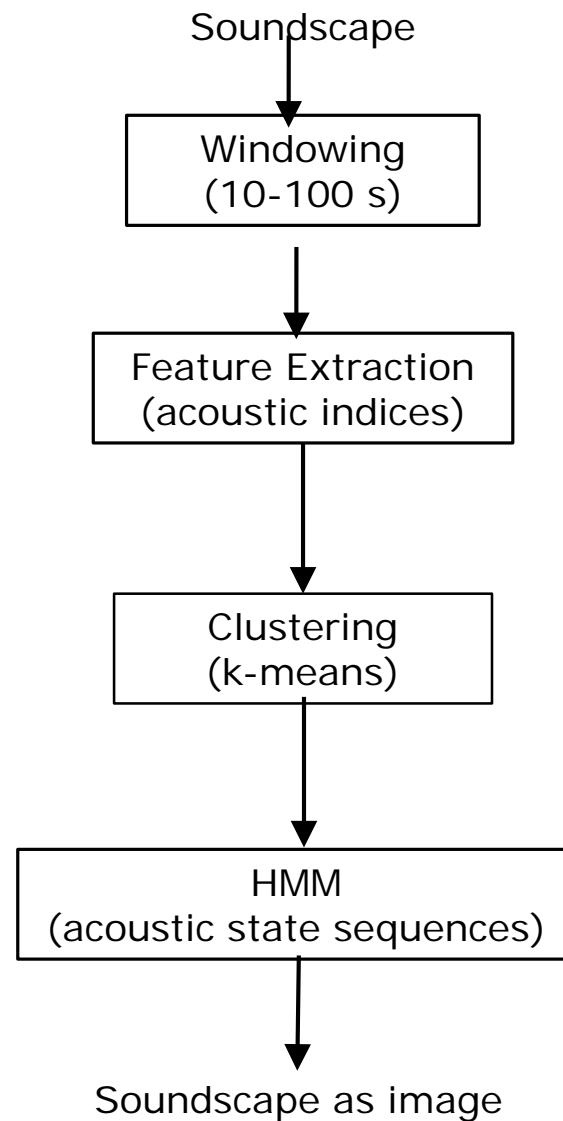 Soundscape
Windowing
(10-100 s)
Feature Extraction
(acoustic indices)
Clustering
(k-means)
HMM
(acoustic state sequences)
Soundscape as image